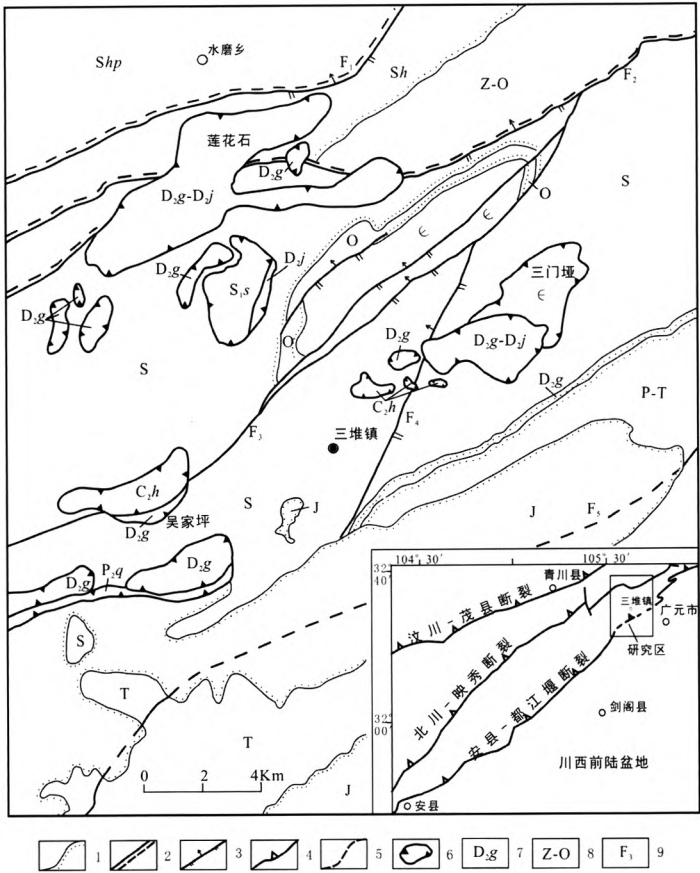 Shp
水磨乡
F₁
Sh
Z-O
F₂
莲花石
D₂g
S
D₂g-D₂j
O
O
Є
Є
D₂g
D₂j
三门垭
S₁s
Є
D₂g
O
D₂g
D₂g-D₂j
S
D₂g
P-T
C₂h
F₄
F₃
三堆镇
C₂h
S
J
J
F₅
D₂g
吴家坪
D₂g
P₂q
D₂g
S
T
T
J
0 2 4Km
104°30′ 105°30′
32°40′
青川县
三堆镇
广元市
汶川-茂县断裂
研究区
北川-映秀断裂
安县-都江堰断裂
剑阁县
32°00′
川西前陆盆地
安县
1 2 3 4 5 6 D₂g 7 Z-O 8 F₃ 9